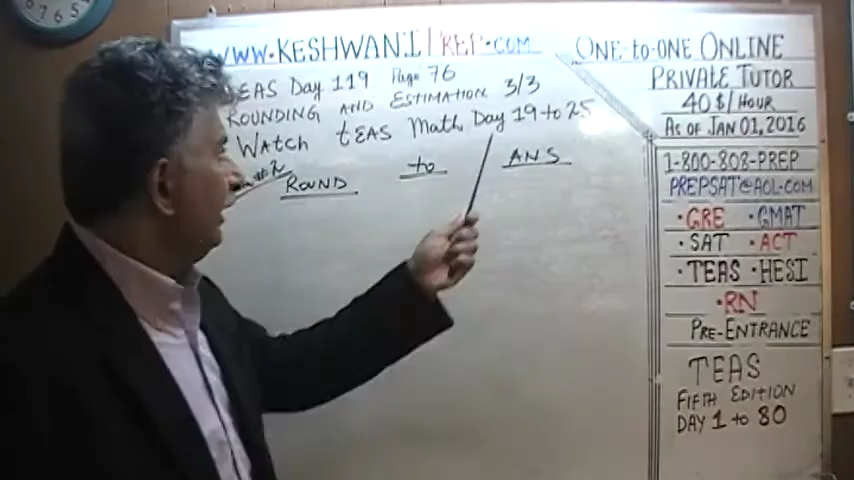 www.KESHWANI PREP.COM
TEAS Day 119 Page 76
ROUNDING AND ESTIMATION 3/3
Watch tEAS Math Day 19 to 25
ROUND to ANS
ONE-to-ONE ONLINE
PRIVATE TUTOR
40$/HOUR
AS OF JAN 01,2016
1-800-808-PREP
PREPSAT@AOL.COM
•GRE •GMAT
•SAT •ACT
•TEAS •HESI
•RN
PRE-ENTRANCE
TEAS
FIFTH EDITION
DAY 1 to 80